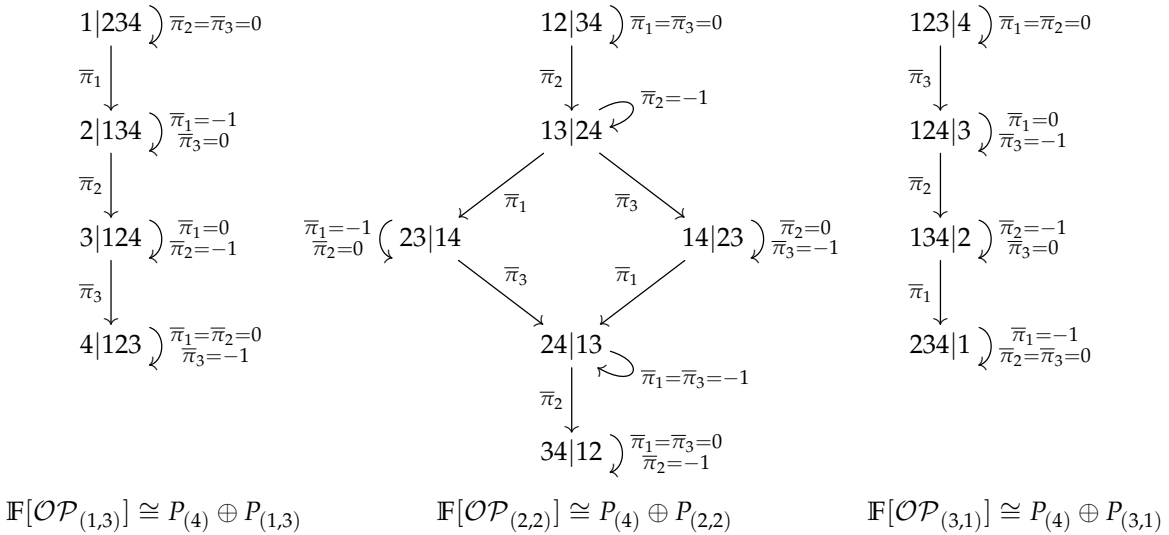 1|234 π̅₂=π̅₃=0
π̅₁
2|134 π̅₁=−1
π̅₃=0
π̅₂
3|124 π̅₁=0
π̅₂=−1
π̅₃
4|123 π̅₁=π̅₂=0
π̅₃=−1
𝔽[𝒪𝒫₍₁,₃₎] ≅ P₍₄₎ ⊕ P₍₁,₃₎
12|34 π̅₁=π̅₃=0
π̅₂
π̅₂=−1
13|24
π̅₁ π̅₃
π̅₁=−1
π̅₂=0
23|14
14|23 π̅₂=0
π̅₃=−1
π̅₃ π̅₁
24|13
π̅₁=π̅₃=−1
π̅₂
34|12 π̅₁=π̅₃=0
π̅₂=−1
𝔽[𝒪𝒫₍₂,₂₎] ≅ P₍₄₎ ⊕ P₍₂,₂₎
123|4 π̅₁=π̅₂=0
π̅₃
124|3 π̅₁=0
π̅₃=−1
π̅₂
134|2 π̅₂=−1
π̅₃=0
π̅₁
234|1 π̅₁=−1
π̅₂=π̅₃=0
𝔽[𝒪𝒫₍₃,₁₎] ≅ P₍₄₎ ⊕ P₍₃,₁₎